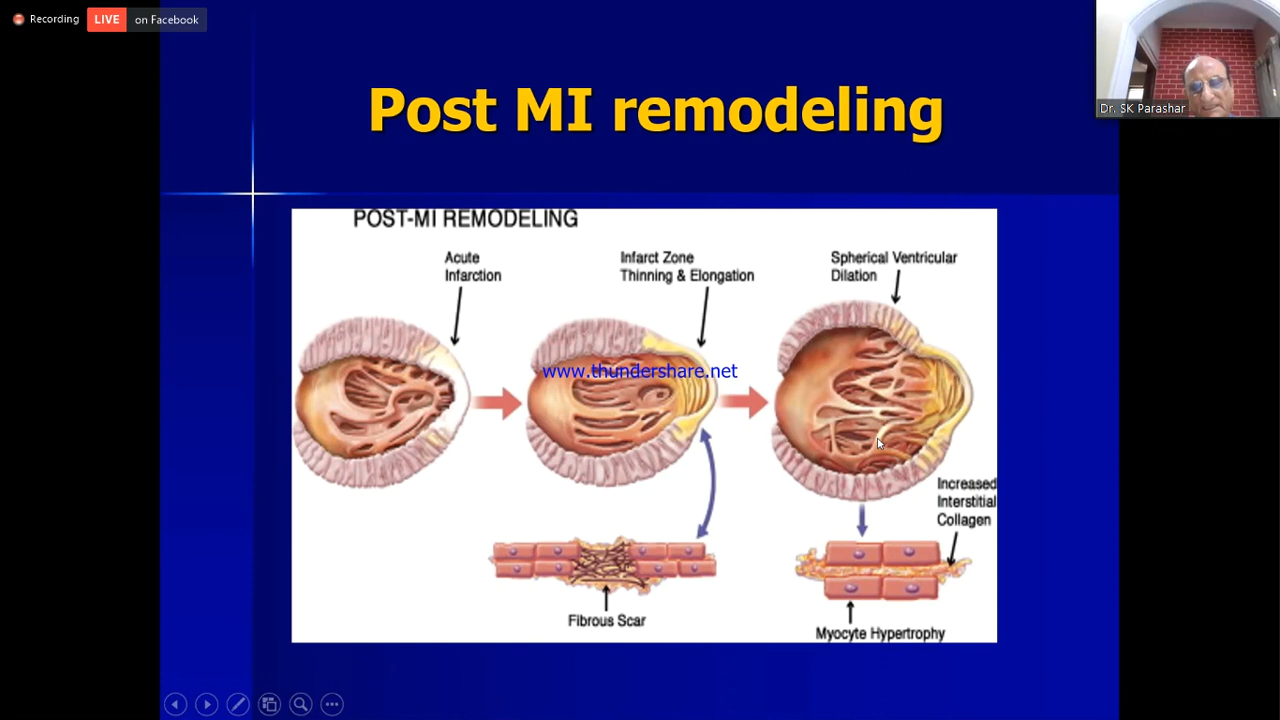 Recording
LIVE on Facebook
Dr. SK Parashar
Post MI remodeling
POST-MI REMODELING
Acute
Infarction
Infarct Zone
Thinning & Elongation
Spherical Ventricular
Dilation
www.thundershare.net
Increased
Interstitial
Collagen
Fibrous Scar
Myocyte Hypertrophy